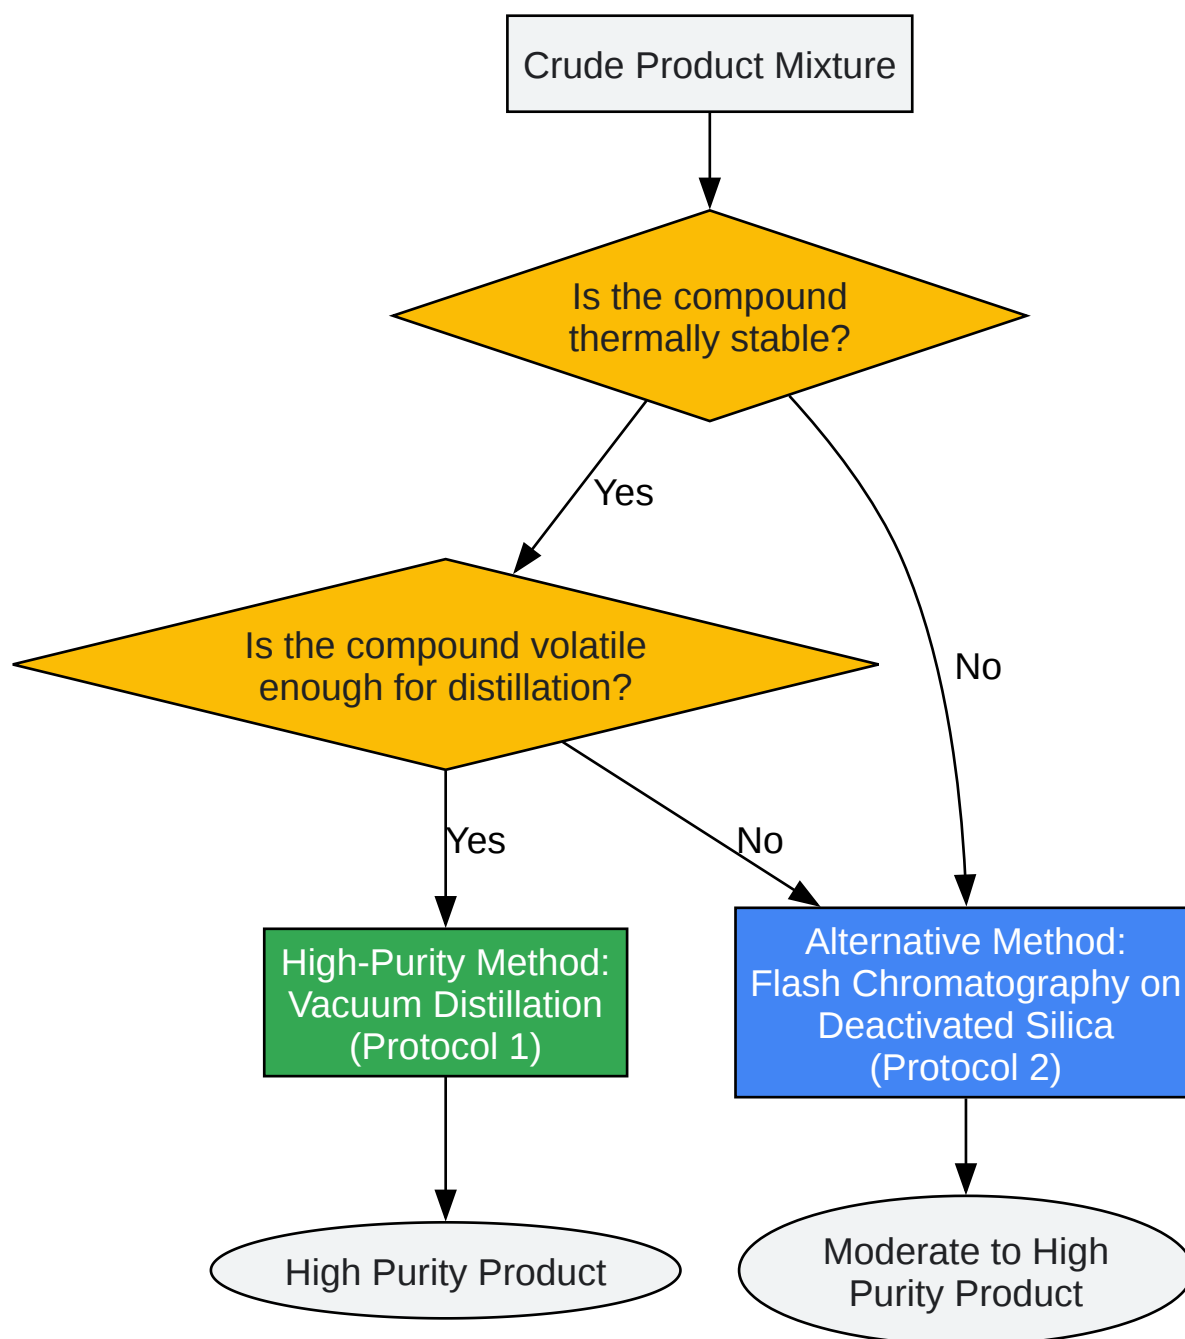 Crude Product Mixture
Is the compound
thermally stable?
Yes
Is the compound volatile
enough for distillation?
No
Yes
No
High-Purity Method:
Vacuum Distillation
(Protocol 1)
Alternative Method:
Flash Chromatography on
Deactivated Silica
(Protocol 2)
High Purity Product
Moderate to High
Purity Product